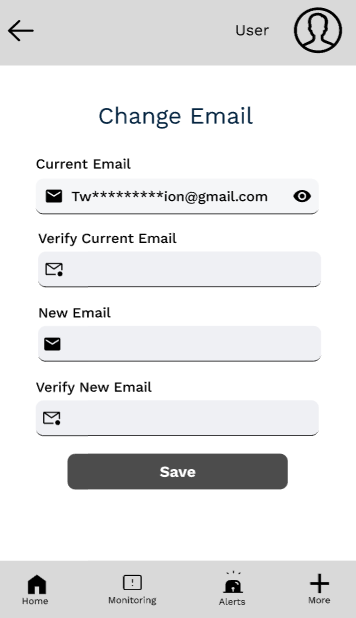 User
Change Email
Current Email
Tw*********ion@gmail.com
Verify Current Email
New Email
Verify New Email
Save
Home Monitoring Alerts More